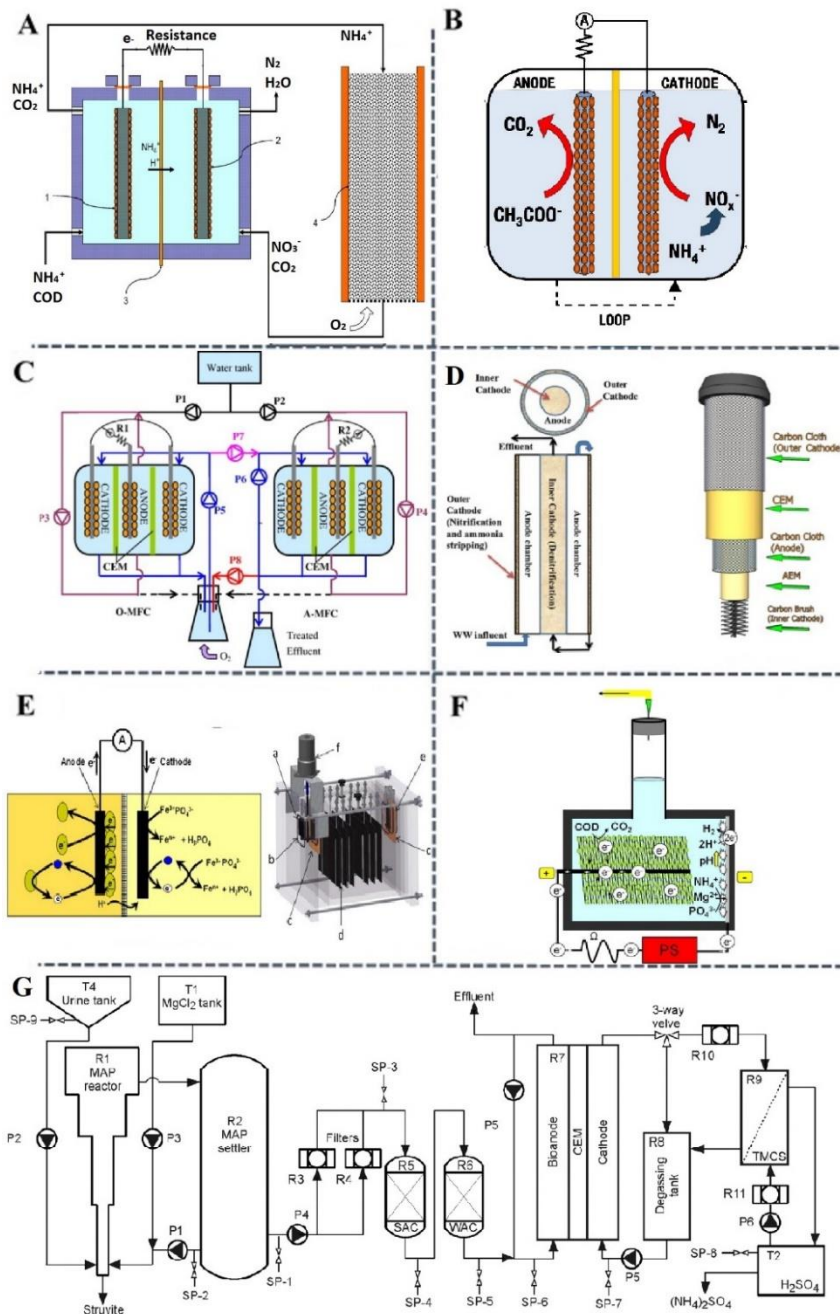 A
Resistance
e-
NH₄⁺
NH₄⁺
CO₂
N₂
H₂O
NH₄⁺
H⁺
1
2
3
4
NH₄⁺
COD
NO₃⁻
CO₂
O₂
B
A
ANODE
CATHODE
CO₂
N₂
CH₃COO⁻
NOₓ⁻
NH₄⁺
LOOP
C
Water tank
P1
P2
R1
R2
P7
P6
P5
P3
P4
CATHODE
ANODE
CATHODE
CATHODE
ANODE
CATHODE
CEM
CEM
P8
O-MFC
A-MFC
O₂
Treated
Effluent
D
Inner
Cathode
Anode
Outer
Cathode
Effluent
Outer
Cathode
(Nitrification
and ammonia
stripping)
Anode chamber
Inner Cathode (Denitrification)
Anode chamber
WW influent
Carbon Cloth
(Outer Cathode)
CEM
Carbon Cloth
(Anode)
AEM
Carbon Brush
(Inner Cathode)
E
A
e⁻
e⁻
Anode
Cathode
H⁺
a
b
c
d
e
f
c
F
COD
CO₂
H₂
2H⁺
2e⁻
pH
NH₄⁺
Mg²⁺
PO₄³⁻
e⁻
e⁻
e⁻
e⁻
e⁻
e⁻
+
-
e⁻
e⁻
e⁻
e⁻
Ω
PS
G
T4
Urine tank
T1
MgCl₂ tank
SP-9
R1
MAP
reactor
P2
P3
R2
MAP
settler
P1
SP-2
Struvite
P4
SP-1
Filters
R3
R4
SP-3
R5
SAC
R6
WAC
SP-4
SP-5
Effluent
P5
R7
Bioanode
CEM
Cathode
SP-6
SP-7
3-way
velve
R10
R8
Degassing
tank
P5
R9
TMCS
R11
P6
SP-8
T2
H₂SO₄
(NH₄)₂SO₄